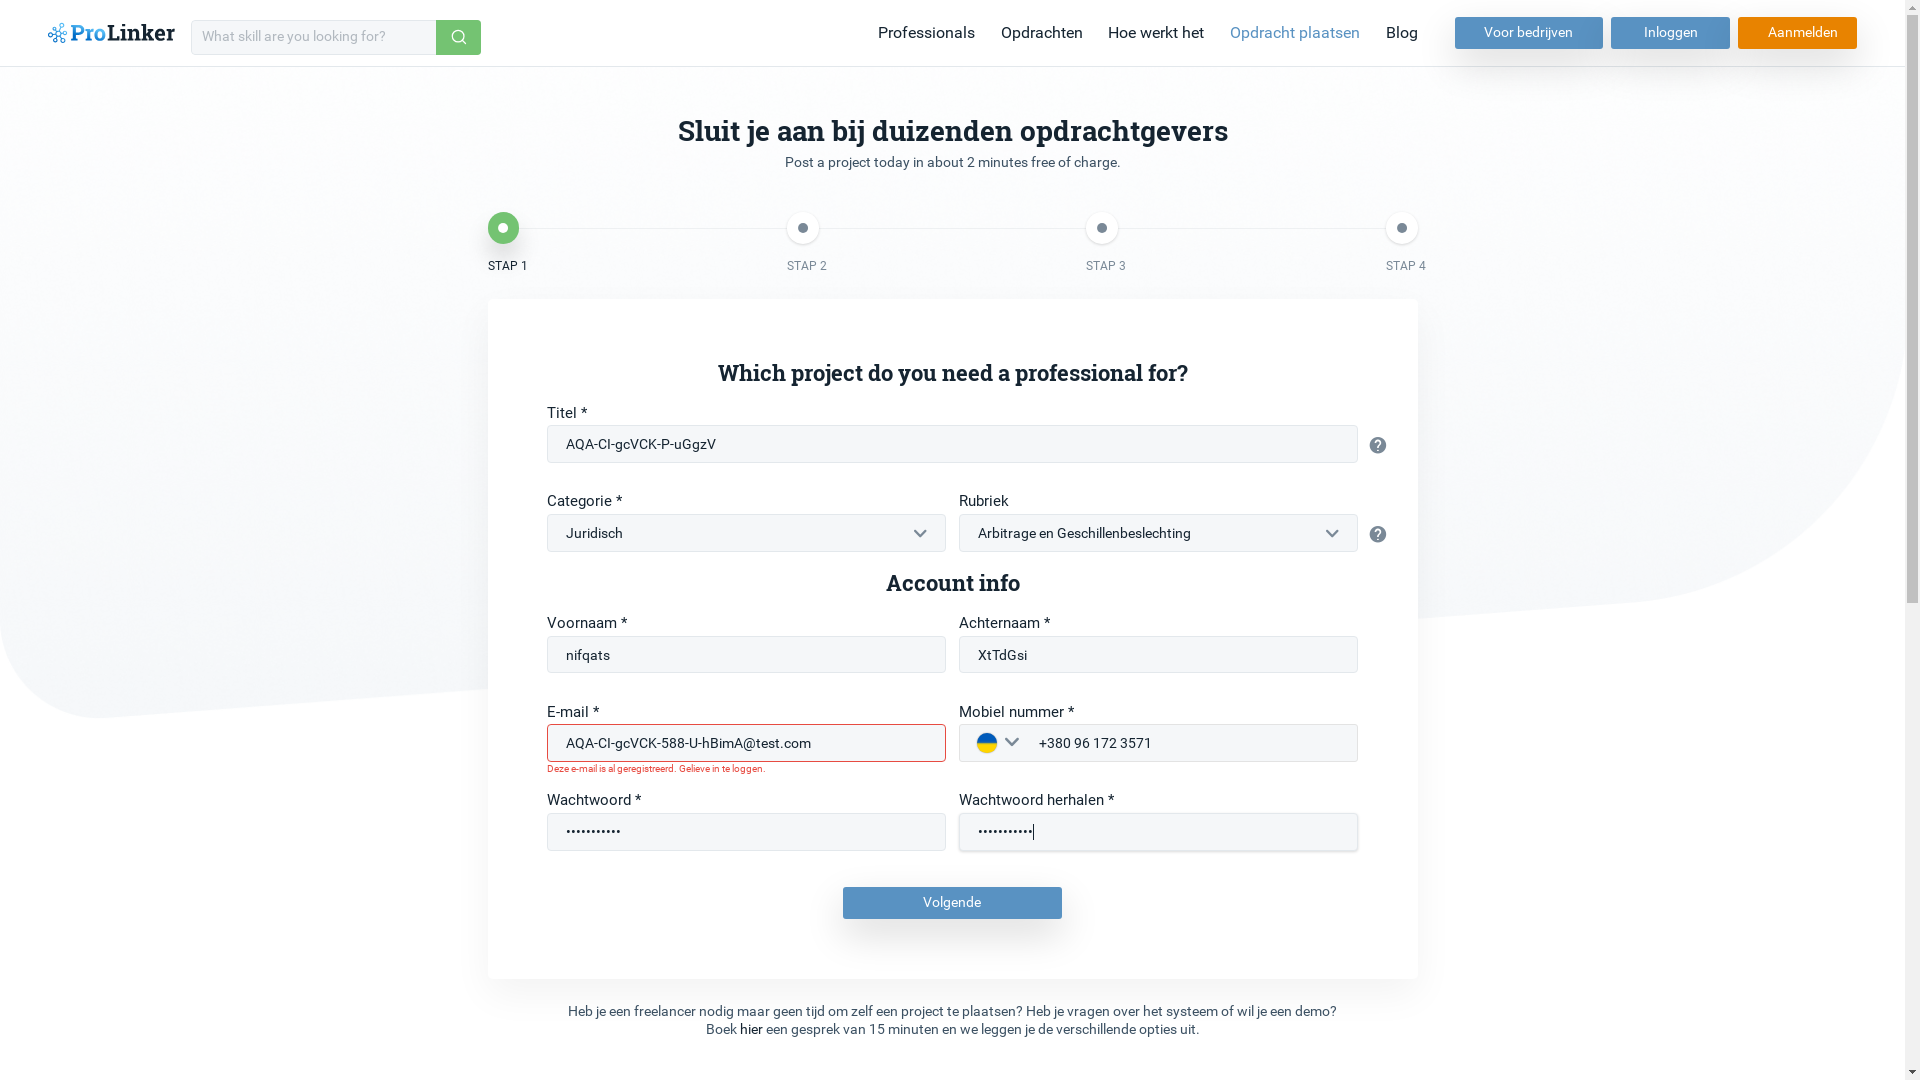 ProLinker
What skill are you looking for?
Professionals
Opdrachten
Hoe werkt het
Opdracht plaatsen
Blog
Voor bedrijven
Inloggen
Aanmelden
Sluit je aan bij duizenden opdrachtgevers
Post a project today in about 2 minutes free of charge.
STAP 1
STAP 2
STAP 3
STAP 4
Which project do you need a professional for?
Titel *
AQA-CI-gcVCK-P-uGgzV
Categorie *
Rubriek
Juridisch
Arbitrage en Geschillenbeslechting
Account info
Voornaam *
Achternaam *
nifqats
XtTdGsi
E-mail *
Mobiel nummer *
AQA-CI-gcVCK-588-U-hBimA@test.com
+380 96 172 3571
Deze e-mail is al geregistreerd. Gelieve in te loggen.
Wachtwoord *
Wachtwoord herhalen *
•••••••••••
•••••••••••
Volgende
Heb je een freelancer nodig maar geen tijd om zelf een project te plaatsen? Heb je vragen over het systeem of wil je een demo?
Boek hier een gesprek van 15 minuten en we leggen je de verschillende opties uit.